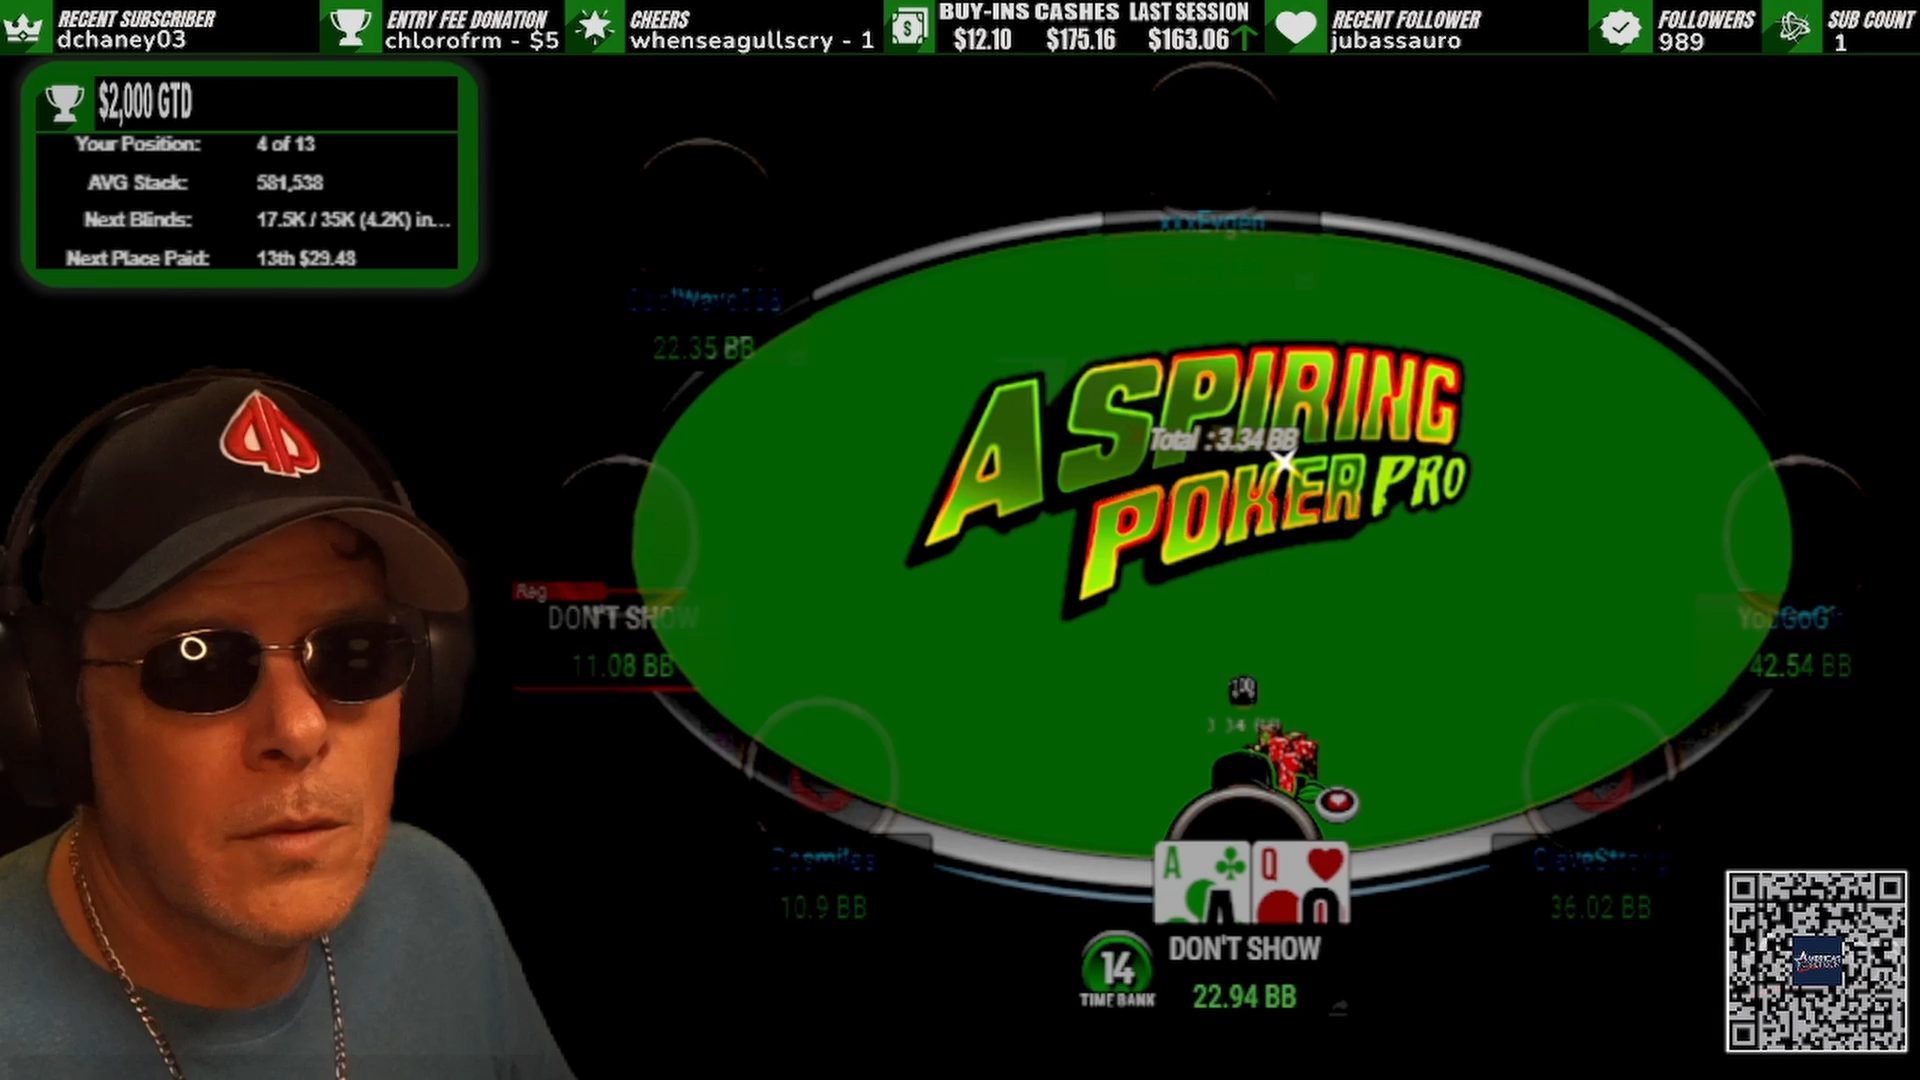 RECENT SUBSCRIBER
dchaney03
ENTRY FEE DONATION
chlorofrm - $5
CHEERS
whenseagullscry - 1
BUY-INS CASHES LAST SESSION
$12.10 $175.16 $163.06
RECENT FOLLOWER
jubassauro
FOLLOWERS
989
SUB COUNT
1
$2,000 GTD
Your Position: 4 of 13
AVG Stack: 581,538
Next Blinds: 17.5K / 35K (4.2K) in...
Next Place Paid: 13th $29.48
xxxEvgen
22.35 BB
ASPIRING
Total : 3.34 BB
POKER PRO
DON'T SHOW
11.08 BB
42.54 BB
3.34 BB
10.9 BB
36.02 BB
A Q
A Q
14
TIME BANK
DON'T SHOW
22.94 BB